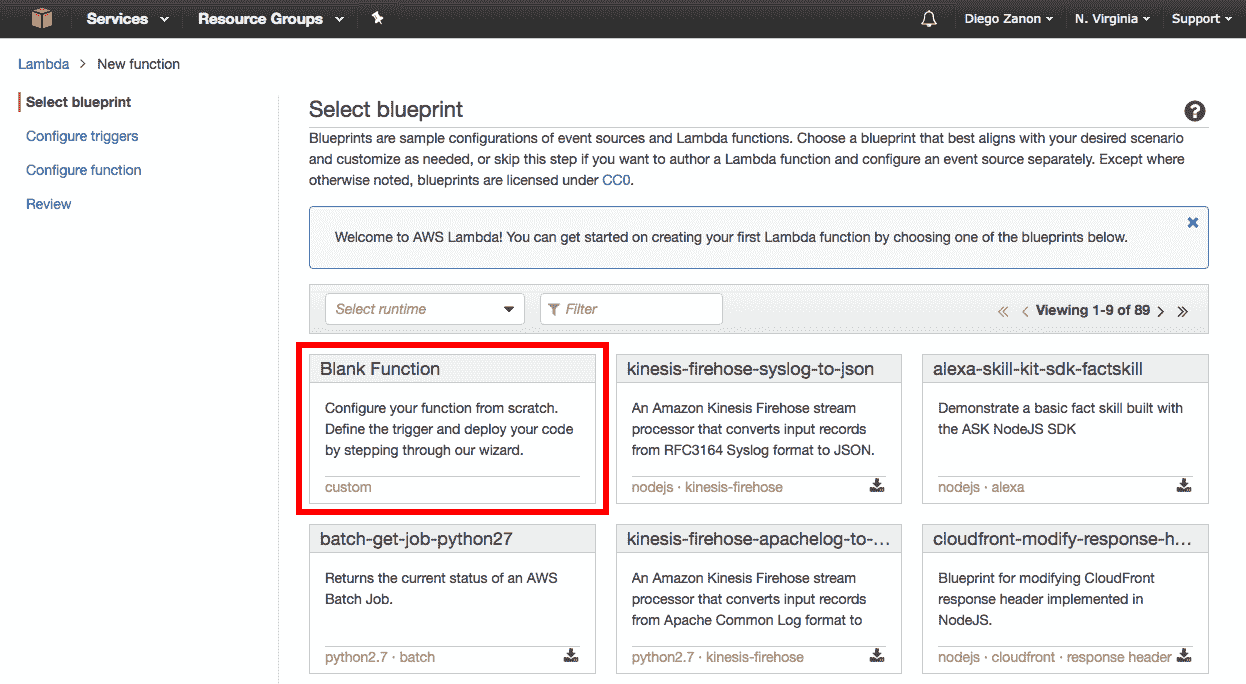 Services Resource Groups Diego Zanon N. Virginia Support
Lambda > New function
Select blueprint
Configure triggers
Configure function
Review
Select blueprint
?
Blueprints are sample configurations of event sources and Lambda functions. Choose a blueprint that best aligns with your desired scenario
and customize as needed, or skip this step if you want to author a Lambda function and configure an event source separately. Except where
otherwise noted, blueprints are licensed under CC0.
Welcome to AWS Lambda! You can get started on creating your first Lambda function by choosing one of the blueprints below.
Select runtime
Filter
« < Viewing 1-9 of 89 > »
Blank Function
Configure your function from scratch.
Define the trigger and deploy your code
by stepping through our wizard.
custom
kinesis-firehose-syslog-to-json
An Amazon Kinesis Firehose stream
processor that converts input records
from RFC3164 Syslog format to JSON.
nodejs · kinesis-firehose
alexa-skill-kit-sdk-factskill
Demonstrate a basic fact skill built with
the ASK NodeJS SDK
nodejs · alexa
batch-get-job-python27
Returns the current status of an AWS
Batch Job.
python2.7 · batch
kinesis-firehose-apachelog-to-...
An Amazon Kinesis Firehose stream
processor that converts input records
from Apache Common Log format to
python2.7 · kinesis-firehose
cloudfront-modify-response-h...
Blueprint for modifying CloudFront
response header implemented in
NodeJS.
nodejs · cloudfront · response header